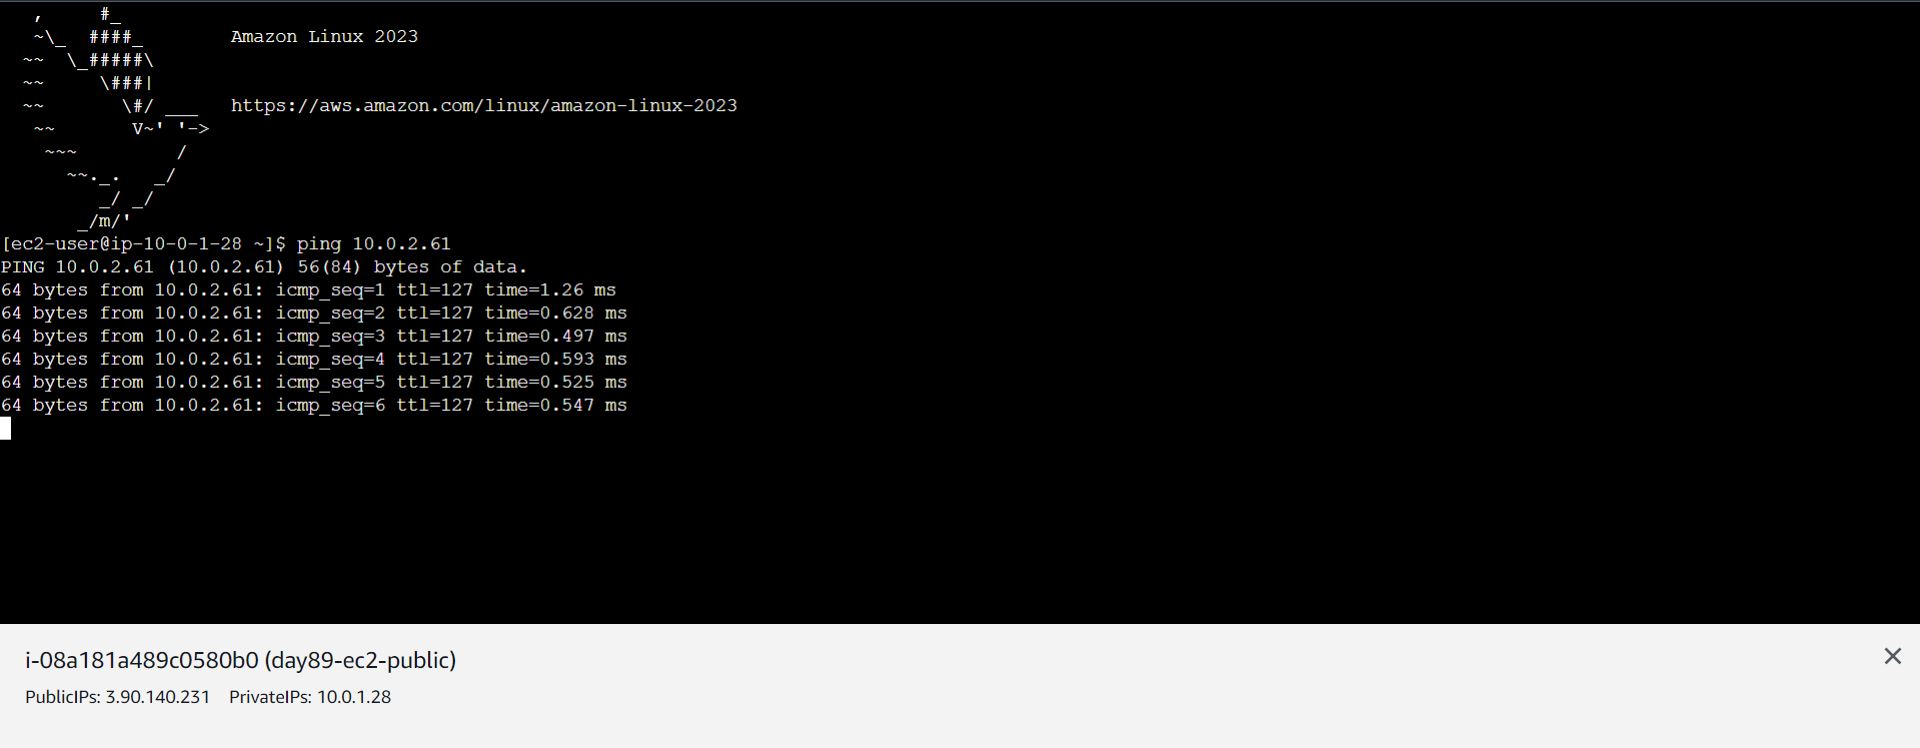 ,     #_
   ~\_  ####_        Amazon Linux 2023
  ~~  \_#####\
  ~~     \###|
  ~~       \#/ ___   https://aws.amazon.com/linux/amazon-linux-2023
   ~~       V~' '->
    ~~~         /
      ~~._.   _/
         _/ _/
       _/m/'
[ec2-user@ip-10-0-1-28 ~]$ ping 10.0.2.61
PING 10.0.2.61 (10.0.2.61) 56(84) bytes of data.
64 bytes from 10.0.2.61: icmp_seq=1 ttl=127 time=1.26 ms
64 bytes from 10.0.2.61: icmp_seq=2 ttl=127 time=0.628 ms
64 bytes from 10.0.2.61: icmp_seq=3 ttl=127 time=0.497 ms
64 bytes from 10.0.2.61: icmp_seq=4 ttl=127 time=0.593 ms
64 bytes from 10.0.2.61: icmp_seq=5 ttl=127 time=0.525 ms
64 bytes from 10.0.2.61: icmp_seq=6 ttl=127 time=0.547 ms
i-08a181a489c0580b0 (day89-ec2-public)
PublicIPs: 3.90.140.231 PrivateIPs: 10.0.1.28